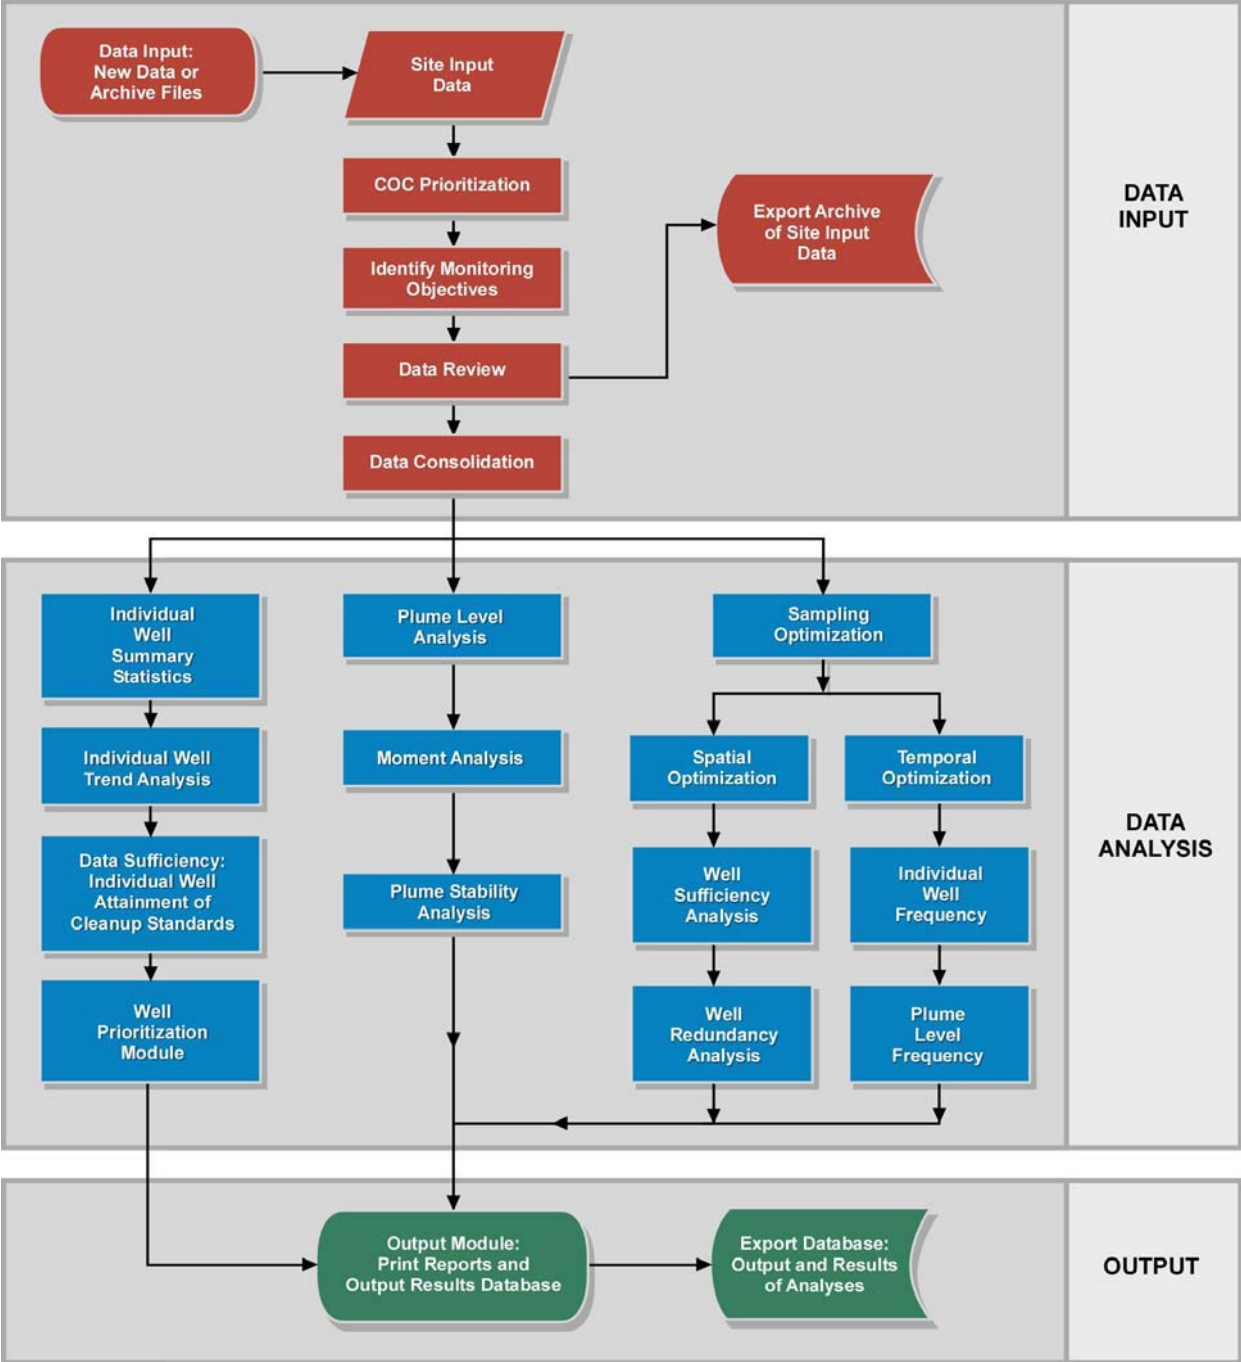 Data Input:
New Data or
Archive Files
Site Input
Data
COC Prioritization
Identify Monitoring
Objectives
Data Review
Data Consolidation
Export Archive
of Site Input
Data
DATA
INPUT
Individual
Well
Summary
Statistics
Individual Well
Trend Analysis
Data Sufficiency:
Individual Well
Attainment of
Cleanup Standards
Well
Prioritization
Module
Plume Level
Analysis
Moment Analysis
Plume Stability
Analysis
Sampling
Optimization
Spatial
Optimization
Well
Sufficiency
Analysis
Well
Redundancy
Analysis
Temporal
Optimization
Individual
Well
Frequency
Plume
Level
Frequency
DATA
ANALYSIS
Output Module:
Print Reports and
Output Results Database
Export Database:
Output and Results
of Analyses
OUTPUT